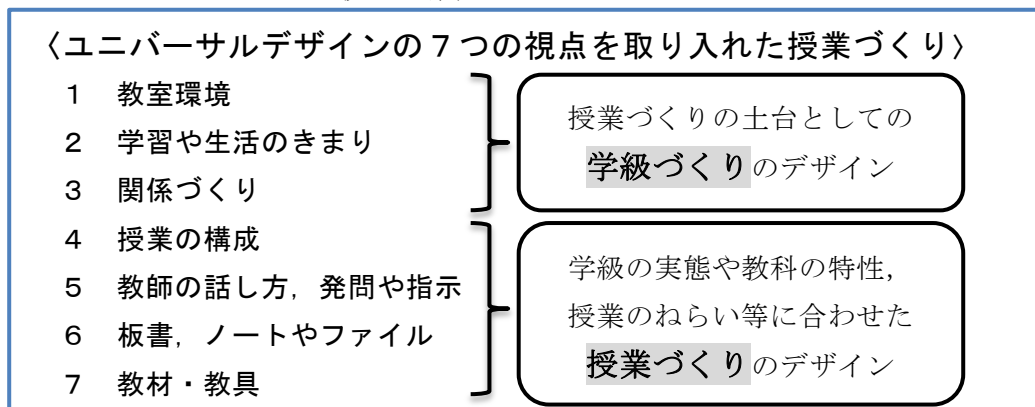 〈ユニバーサルデザインの７つの視点を取り入れた授業づくり〉
１　教室環境
２　学習や生活のきまり
３　関係づくり
授業づくりの土台としての
学級づくりのデザイン
４　授業の構成
５　教師の話し方，発問や指示
６　板書，ノートやファイル
７　教材・教具
学級の実態や教科の特性，
授業のねらい等に合わせた
授業づくりのデザイン